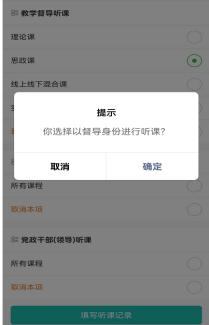 教学督导听课
理论课
思政课
线上线下混合课
提示
你选择以督导身份进行听课?
取消
确定
所有课程
取消本项
党政干部(领导)听课
所有课程
取消本项
填写听课记录